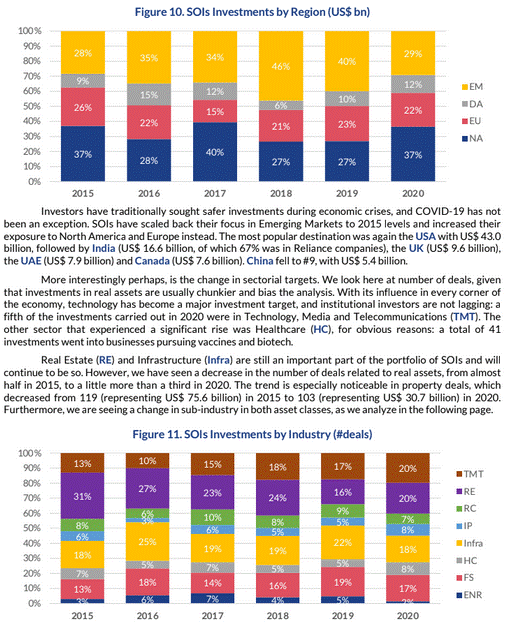 Figure 10. SOIs Investments by Region (US$ bn)
100%
90%
80%
70%
60%
50%
40%
30%
20%
10%
0%
28% 35% 34% 46% 40% 29%
9% 15% 12% 6% 10% 12%
26% 22% 15% 21% 23% 22%
37% 28% 40% 27% 27% 37%
2015 2016 2017 2018 2019 2020
EM
DA
EU
NA
Investors have traditionally sought safer investments during economic crises, and COVID-19 has not
been an exception. SOIs have scaled back their focus in Emerging Markets to 2015 levels and increased their
exposure to North America and Europe instead. The most popular destination was again the USA with US$ 43.0
billion, followed by India (US$ 16.6 billion, of which 67% was in Reliance companies), the UK (US$ 9.6 billion),
the UAE (US$ 7.9 billion) and Canada (US$ 7.6 billion). China fell to #9, with US$ 5.4 billion.
More interestingly perhaps, is the change in sectorial targets. We look here at number of deals, given
that investments in real assets are usually chunkier and bias the analysis. With its influence in every corner of
the economy, technology has become a major investment target, and institutional investors are not lagging: a
fifth of the investments carried out in 2020 were in Technology, Media and Telecommunications (TMT). The
other sector that experienced a significant rise was Healthcare (HC), for obvious reasons: a total of 41
investments went into businesses pursuing vaccines and biotech.
Real Estate (RE) and Infrastructure (Infra) are still an important part of the portfolio of SOIs and will
continue to be so. However, we have seen a decrease in the number of deals related to real assets, from almost
half in 2015, to a little more than a third in 2020. The trend is especially noticeable in property deals, which
decreased from 119 (representing US$ 75.6 billion) in 2015 to 103 (representing US$ 30.7 billion) in 2020.
Furthermore, we are seeing a change in sub-industry in both asset classes, as we analyze in the following page.
Figure 11. SOIs Investments by Industry (#deals)
100%
90%
80%
70%
60%
50%
40%
30%
20%
10%
0%
13% 10% 15% 18% 17% 20%
31% 27% 23% 24% 16% 20%
8% 6% 10% 8% 9% 7%
6% 3% 6% 5% 5% 8%
18% 25% 19% 19% 22% 18%
7% 5% 7% 5% 5% 8%
13% 18% 14% 16% 19% 17%
3% 6% 7% 4% 5% 2%
2015 2016 2017 2018 2019 2020
TMT
RE
RC
IP
Infra
HC
FS
ENR